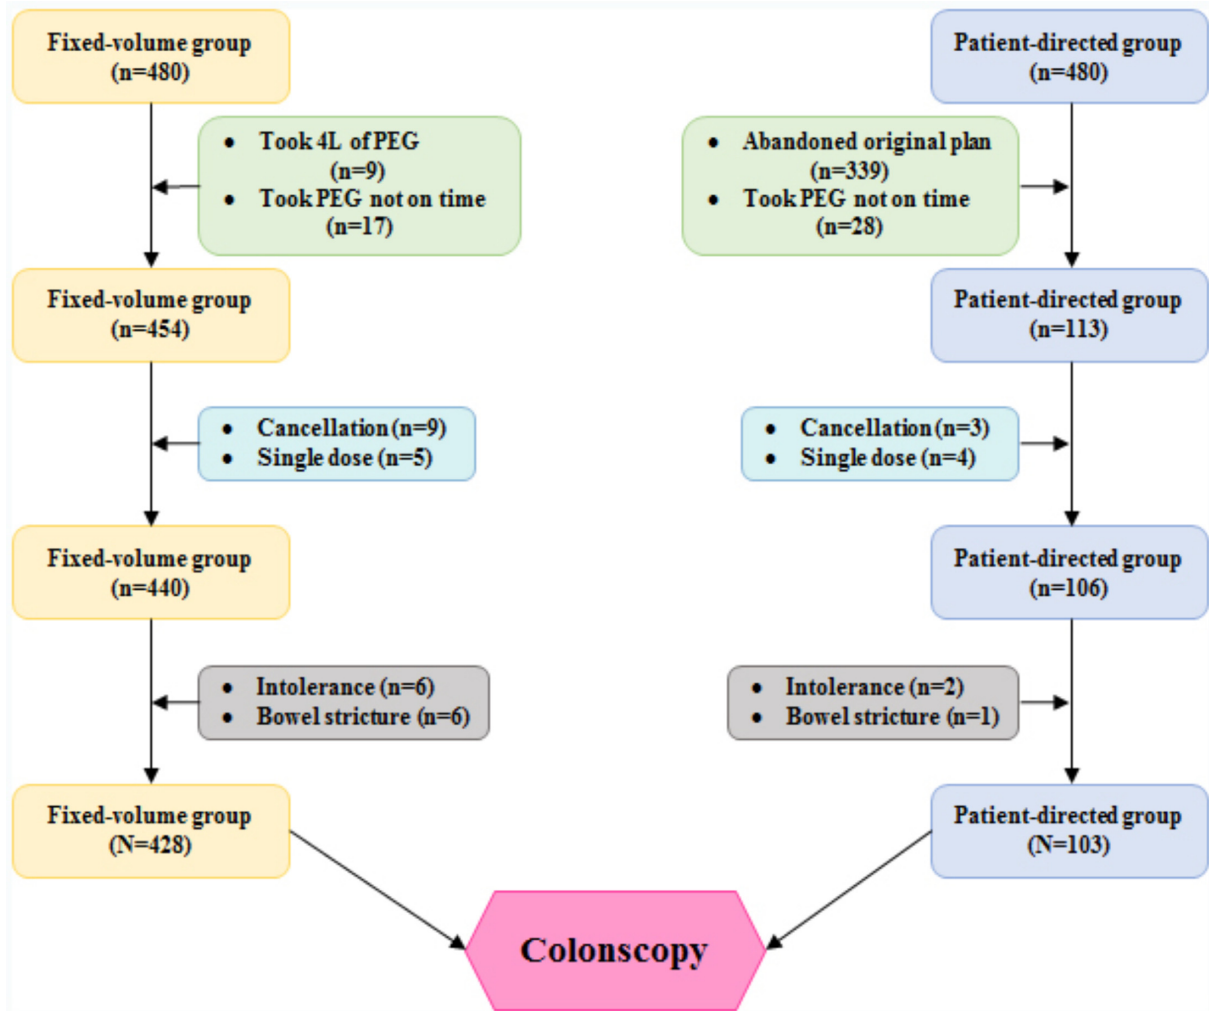 Fixed-volume group
(n=480)
Patient-directed group
(n=480)
• Took 4L of PEG
(n=9)
• Took PEG not on time
(n=17)
• Abandoned original plan
(n=339)
• Took PEG not on time
(n=28)
Fixed-volume group
(n=454)
Patient-directed group
(n=113)
• Cancellation (n=9)
• Single dose (n=5)
• Cancellation (n=3)
• Single dose (n=4)
Fixed-volume group
(n=440)
Patient-directed group
(n=106)
• Intolerance (n=6)
• Bowel stricture (n=6)
• Intolerance (n=2)
• Bowel stricture (n=1)
Fixed-volume group
(N=428)
Patient-directed group
(N=103)
Colonscopy